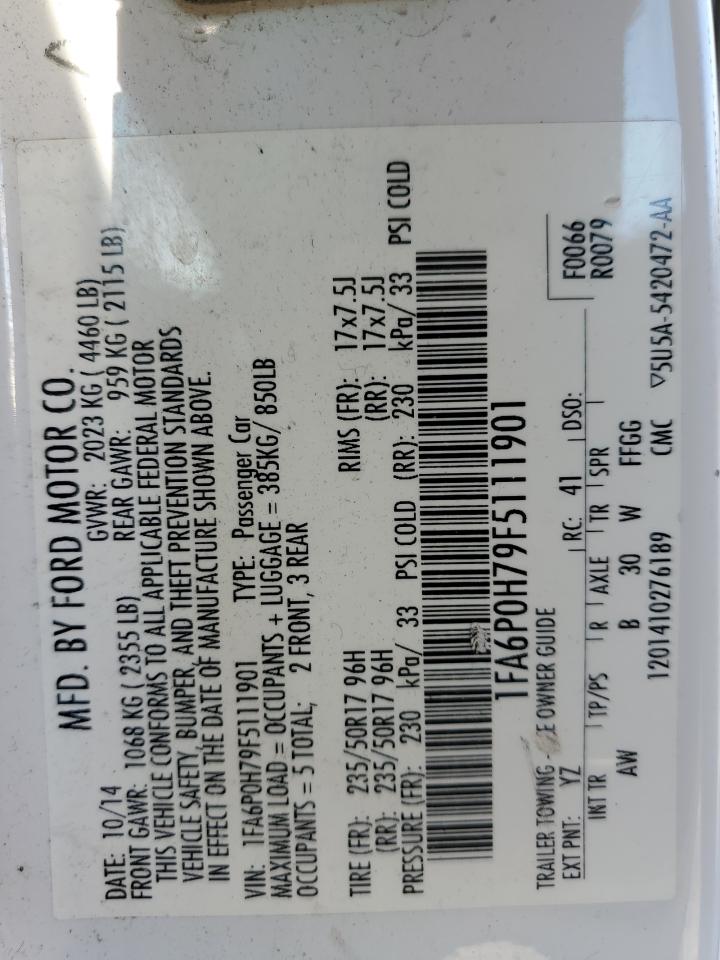 MFD. BY FORD MOTOR CO.
DATE: 10/14 GVWR: 2023 KG ( 4460 LB)
FRONT GAWR: 1068 KG ( 2355 LB) REAR GAWR: 959 KG ( 2115 LB)
THIS VEHICLE CONFORMS TO ALL APPLICABLE FEDERAL MOTOR
VEHICLE SAFETY, BUMPER, AND THEFT PREVENTION STANDARDS
IN EFFECT ON THE DATE OF MANUFACTURE SHOWN ABOVE.
VIN: 1FA6P0H79F5111901 TYPE: Passenger Car
MAXIMUM LOAD = OCCUPANTS + LUGGAGE = 385KG/ 850LB
OCCUPANTS = 5 TOTAL; 2 FRONT, 3 REAR
TIRE (FR): 235/50R17 96H RIMS (FR): 17x7.5J
(RR): 235/50R17 96H (RR): 17x7.5J
PRESSURE (FR): 230 kPa/ 33 PSI COLD (RR): 230 kPa/ 33 PSI COLD
1FA6P0H79F5111901
TRAILER TOWING - OWNER GUIDE
EXT PNT: YZ RC: 41 DSO: F0066
R0079
INT TR TP/PS R AXLE TR SPR
AW B 30 W FFGG
1201410276189 CMC ▽5U5A-5420472-AA